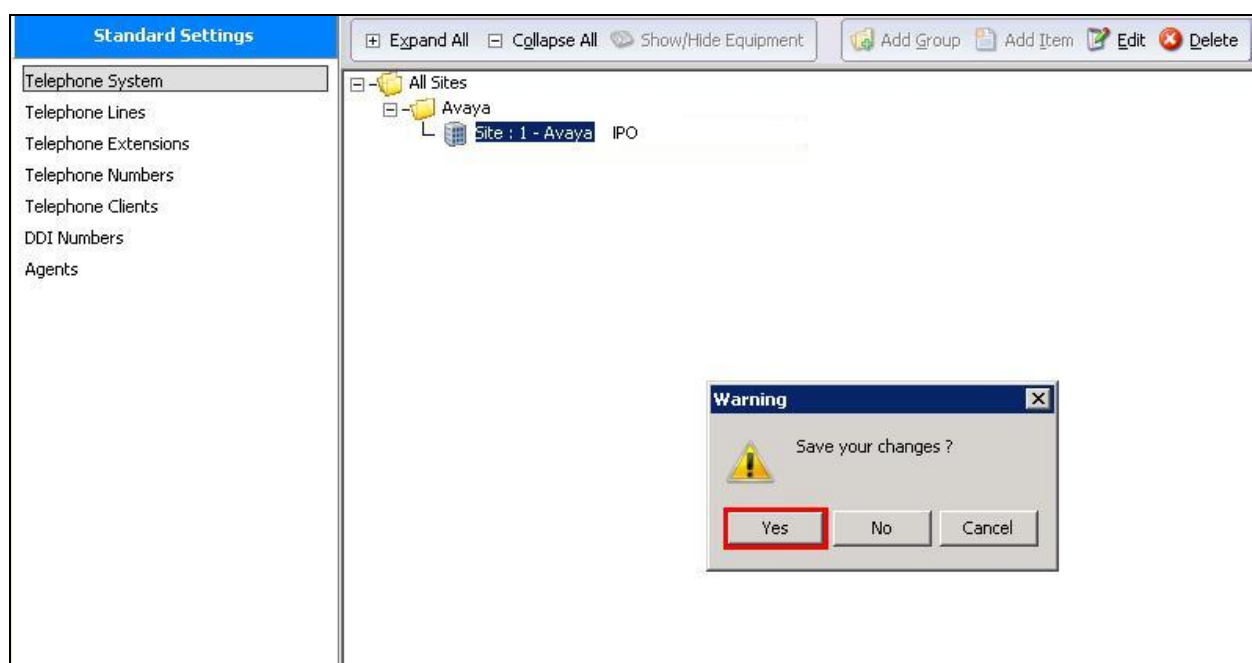 Standard Settings
Expand All Collapse All Show/Hide Equipment Add Group Add Item Edit Delete
Telephone System
Telephone Lines
Telephone Extensions
Telephone Numbers
Telephone Clients
DDI Numbers
Agents
All Sites
Avaya
Site : 1 - Avaya IPO
Warning
Save your changes ?
Yes No Cancel